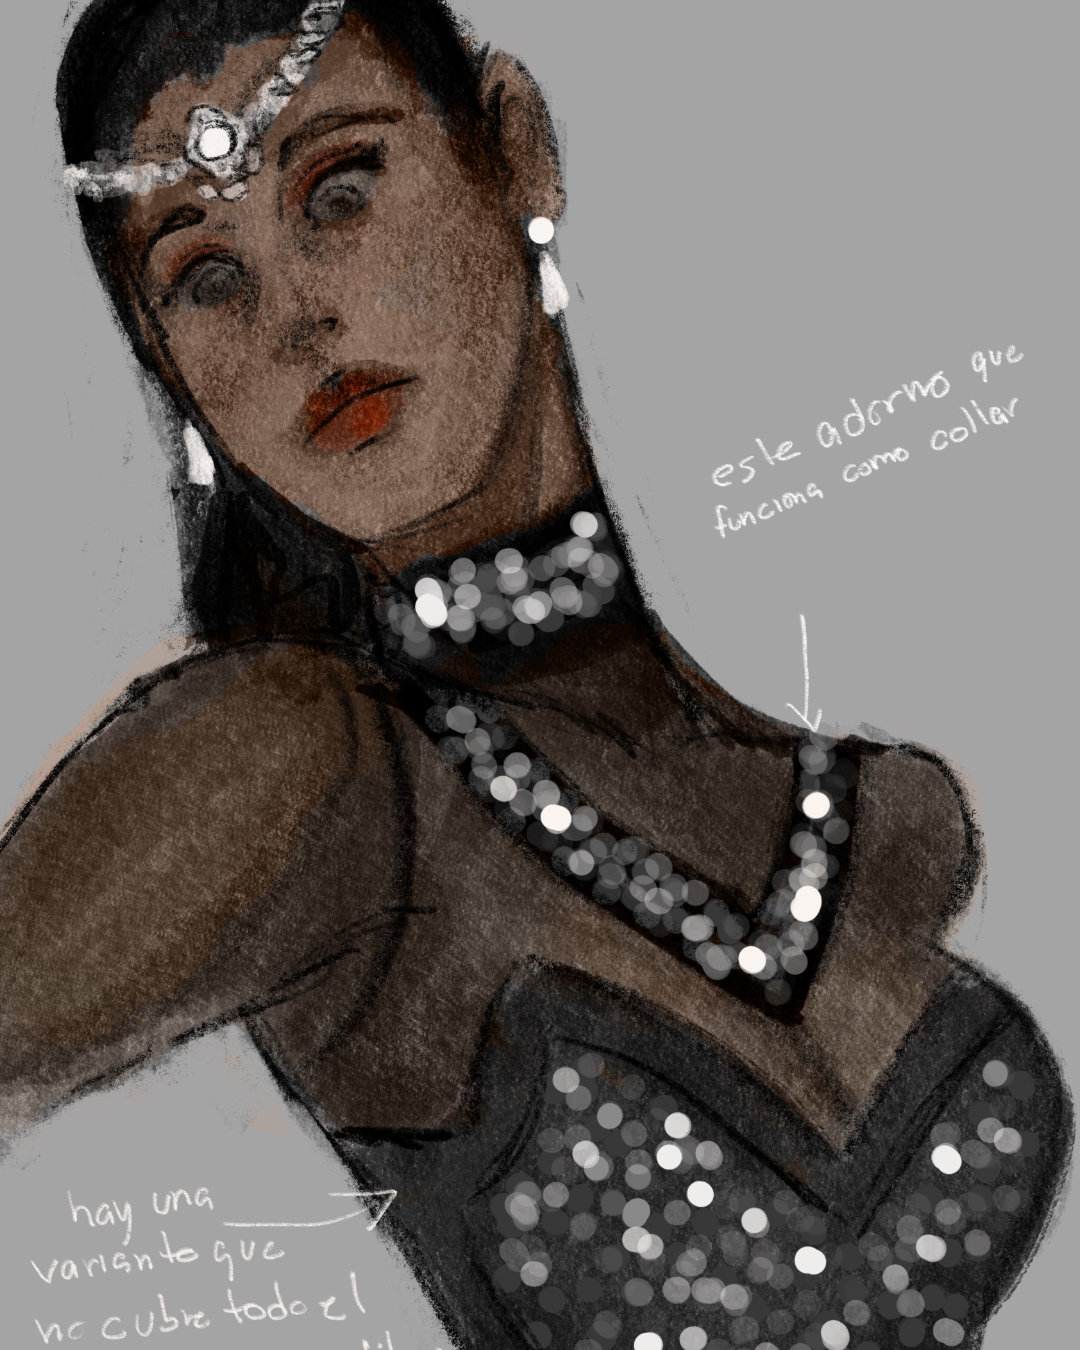 este adorno que
funciona como collar
hay una
variante que
no cubre todo el